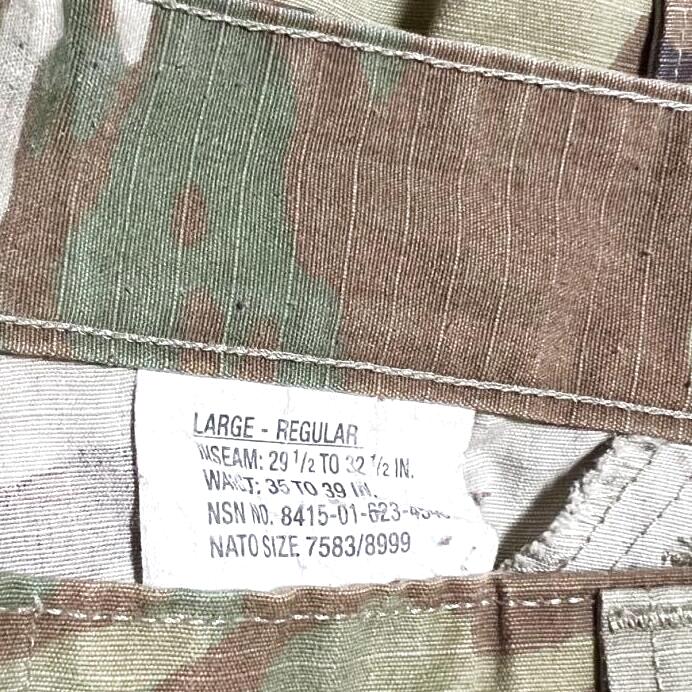 LARGE - REGULAR
INSEAM: 29 1/2 TO 32 1/2 IN.
WAIST: 35 TO 39 IN.
NSN NO. 8415-01-623-
NATO SIZE 7583/8999